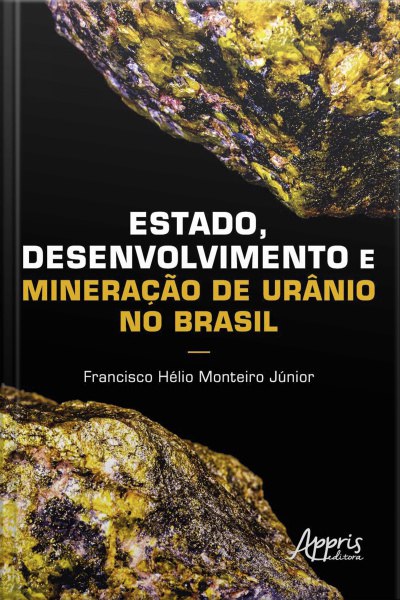 ESTADO,
DESENVOLVIMENTO E
MINERAÇÃO DE URÂNIO
NO BRASIL
Francisco Hélio Monteiro Júnior
Appris
editora